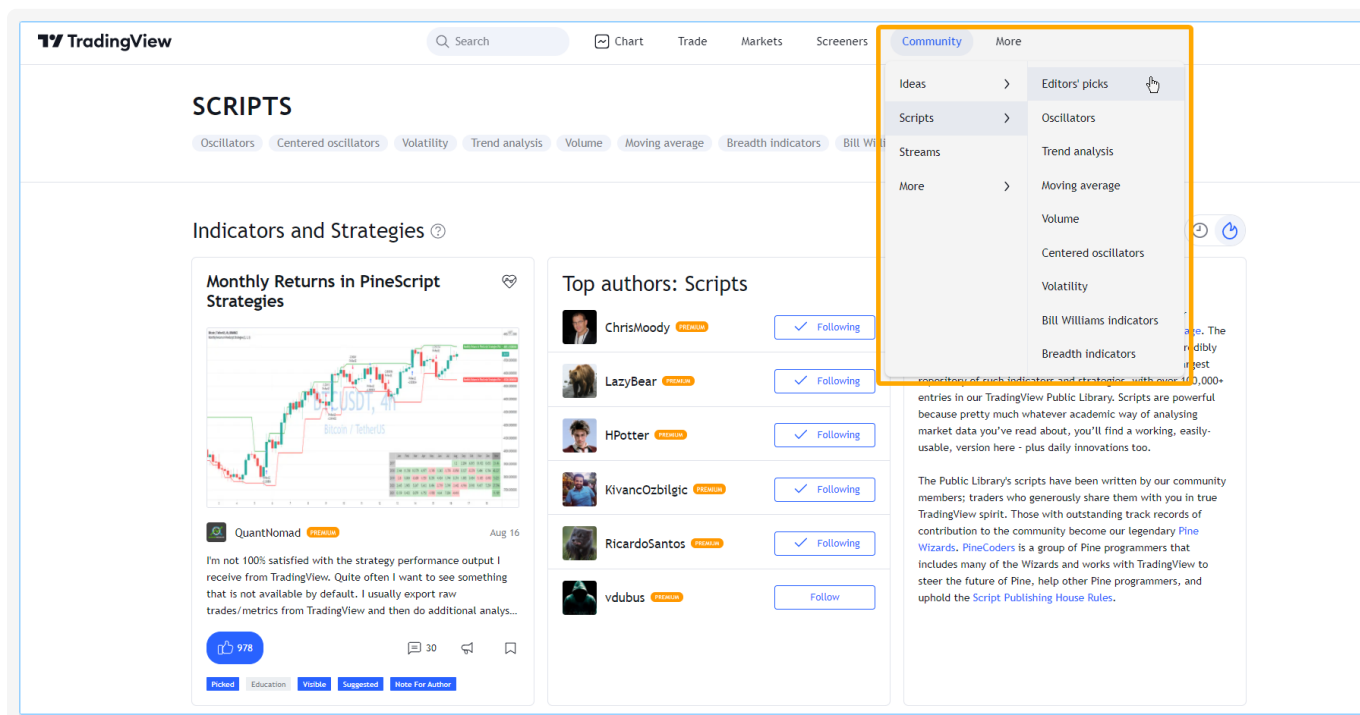 TradingView
Search
Chart
Trade
Markets
Screeners
Community
More
Ideas
Scripts
Streams
More
Editors' picks
Oscillators
Trend analysis
Moving average
Volume
Centered oscillators
Volatility
Bill Williams indicators
Breadth indicators
SCRIPTS
Oscillators
Centered oscillators
Volatility
Trend analysis
Volume
Moving average
Breadth indicators
Bill Willi
Indicators and Strategies
Monthly Returns in PineScript
Strategies
BTCUSDT, 4h
Bitcoin / TetherUS
QuantNomad PREMIUM
Aug 16
I'm not 100% satisfied with the strategy performance output I
receive from TradingView. Quite often I want to see something
that is not available by default. I usually export raw
trades/metrics from TradingView and then do additional analys...
978
30
Picked
Education
Visible
Suggested
Note For Author
Top authors: Scripts
ChrisMoody PREMIUM
Following
LazyBear PREMIUM
Following
HPotter PREMIUM
Following
KivancOzbilgic PREMIUM
Following
RicardoSantos PREMIUM
Following
vdubus PREMIUM
Follow
age. The
redibly
rgest
repository of such indicators and strategies, with over 100,000+
entries in our TradingView Public Library. Scripts are powerful
because pretty much whatever academic way of analysing
market data you've read about, you'll find a working, easily-
usable, version here - plus daily innovations too.
The Public Library's scripts have been written by our community
members; traders who generously share them with you in true
TradingView spirit. Those with outstanding track records of
contribution to the community become our legendary Pine
Wizards. PineCoders is a group of Pine programmers that
includes many of the Wizards and works with TradingView to
steer the future of Pine, help other Pine programmers, and
uphold the Script Publishing House Rules.